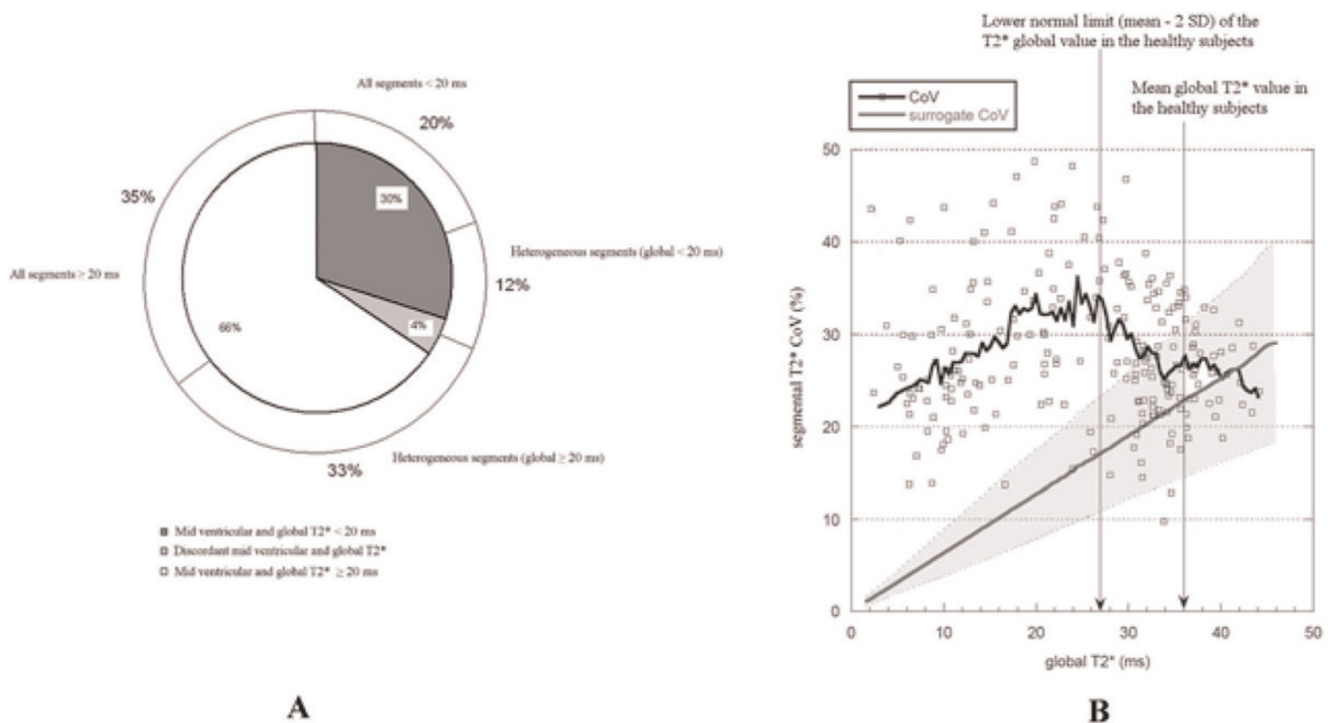 All segments < 20 ms
20%
30%
35%
Heterogeneous segments (global < 20 ms)
12%
All segments ≥ 20 ms
4%
66%
Heterogeneous segments (global ≥ 20 ms)
33%
Mid ventricular and global T2* < 20 ms
Discordant mid ventricular and global T2*
Mid ventricular and global T2* ≥ 20 ms
A
Lower normal limit (mean - 2 SD) of the
T2* global value in the healthy subjects
Mean global T2* value in
the healthy subjects
CoV
surrogate CoV
50
40
30
20
10
0
segmental T2* CoV (%)
0 10 20 30 40 50
global T2* (ms)
B